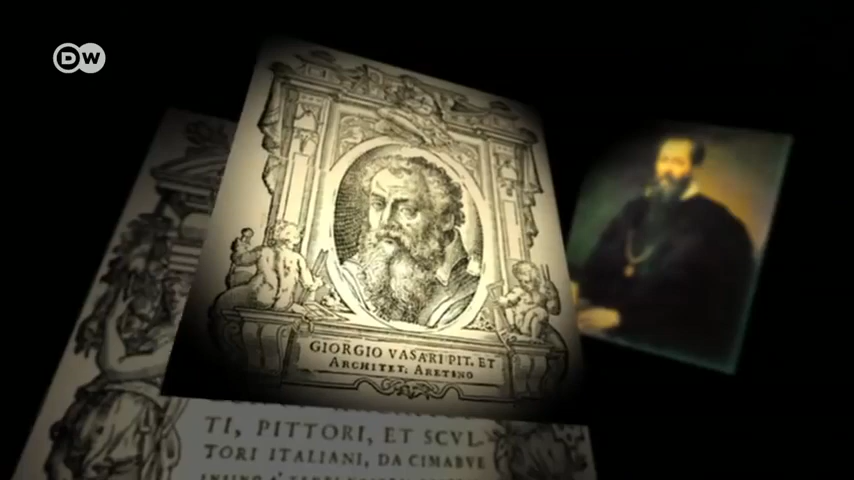 DW
GIORGIO VASARI PIT. ET
ARCHITET: ARETINO
TI, PITTORI, ET SCVL-
TORI ITALIANI, DA CIMABVE